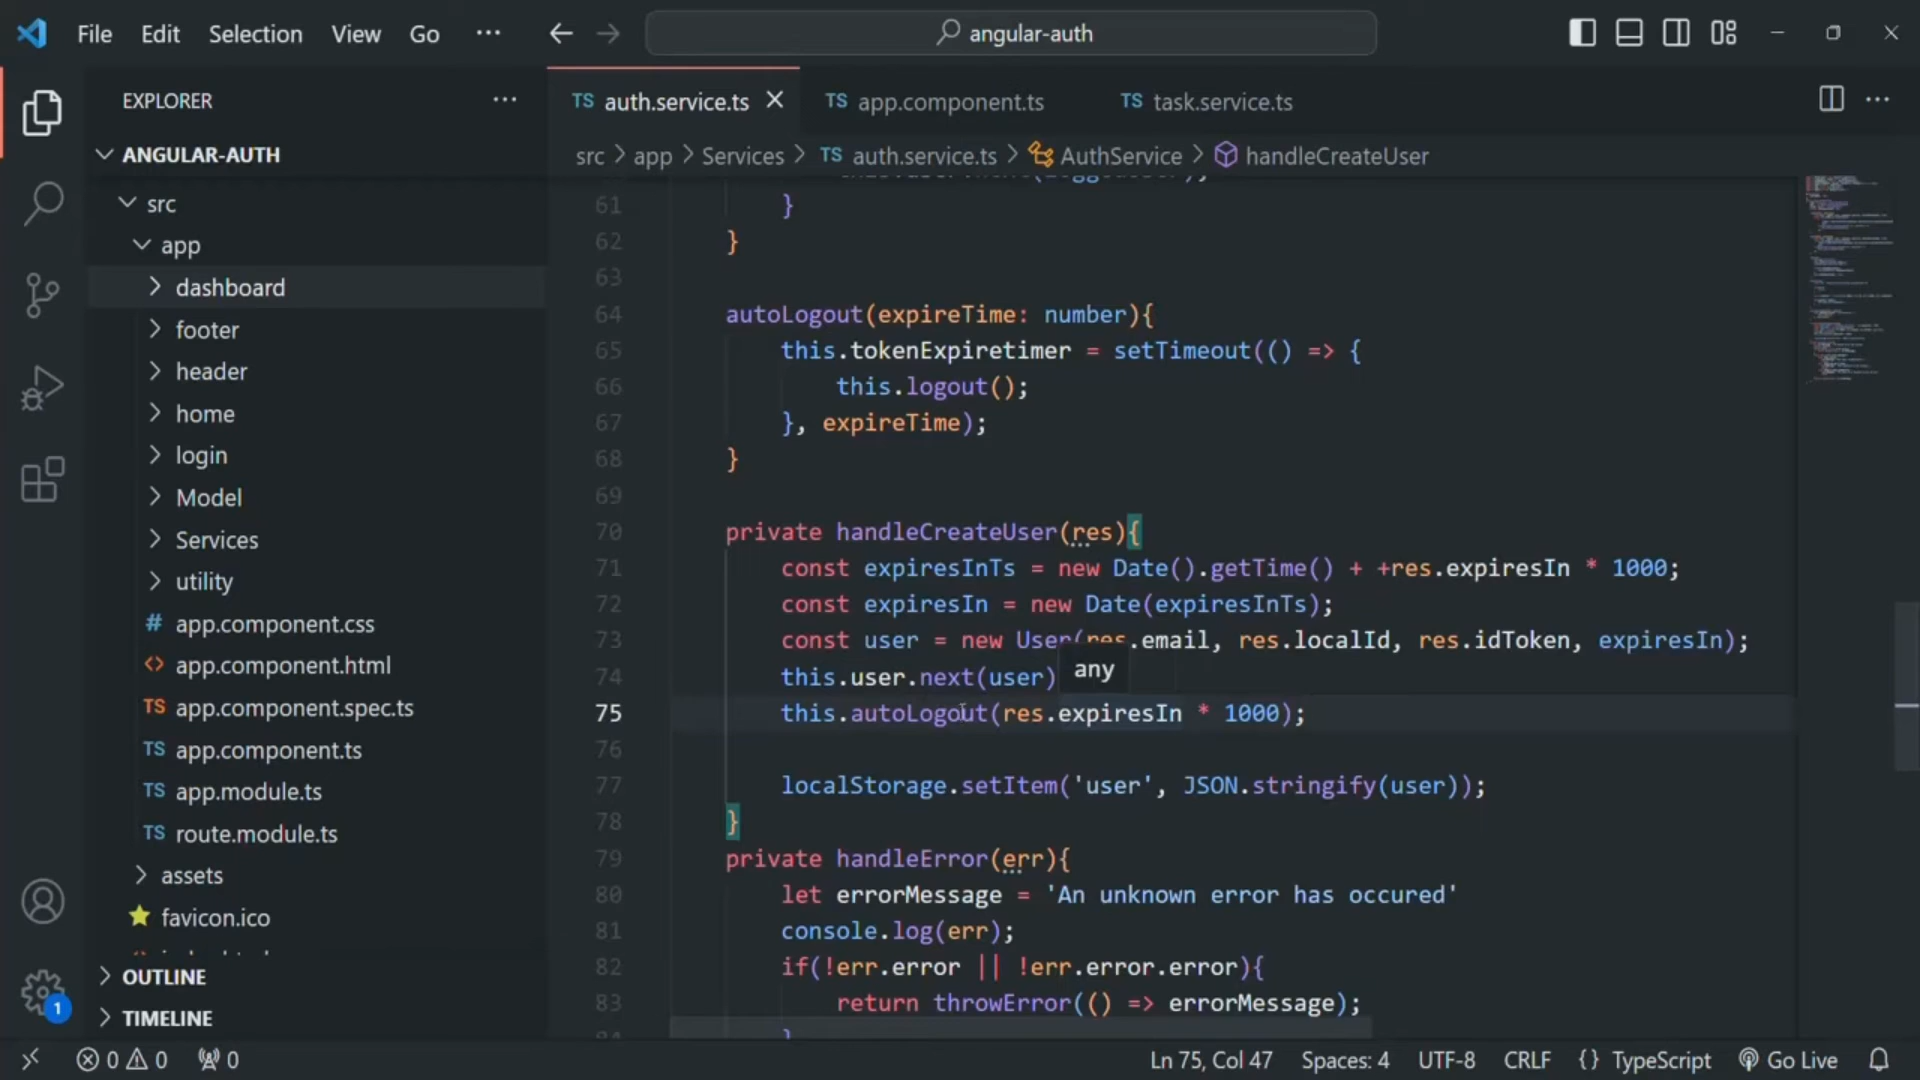 File Edit Selection View Go ··· angular-auth
EXPLORER ···
ANGULAR-AUTH
src
app
dashboard
footer
header
home
login
Model
Services
utility
# app.component.css
<> app.component.html
TS app.component.spec.ts
TS app.component.ts
TS app.module.ts
TS route.module.ts
assets
favicon.ico
OUTLINE
TIMELINE
1
TS auth.service.ts TS app.component.ts TS task.service.ts ···
src > app > Services > TS auth.service.ts > AuthService > handleCreateUser
61 }
62 }
63
64 autoLogout(expireTime: number){
65 this.tokenExpiretimer = setTimeout(() => {
66 this.logout();
67 }, expireTime);
68 }
69
70 private handleCreateUser(res){
71 const expiresInTs = new Date().getTime() + +res.expiresIn * 1000;
72 const expiresIn = new Date(expiresInTs);
73 const user = new User(res.email, res.localId, res.idToken, expiresIn);
74 this.user.next(user) any
75 this.autoLogout(res.expiresIn * 1000);
76
77 localStorage.setItem('user', JSON.stringify(user));
78 }
79 private handleError(err){
80 let errorMessage = 'An unknown error has occured'
81 console.log(err);
82 if(!err.error || !err.error.error){
83 return throwError(() => errorMessage);
0 0 0 Ln 75, Col 47 Spaces: 4 UTF-8 CRLF {} TypeScript Go Live